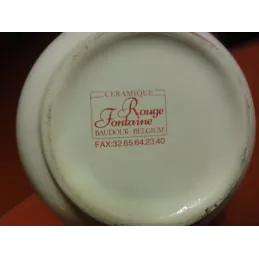 CERAMIQUE
Rouge
Fontaine
BAUDOUR - BELGIUM
FAX:32.65.64.23.40